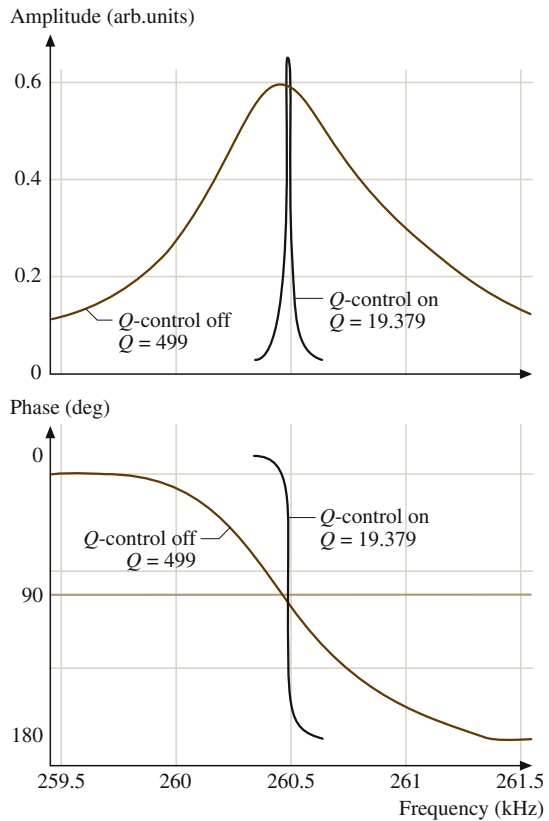 Amplitude (arb.units)
0.6
0.4
0.2
0
Q-control off
Q = 499
Q-control on
Q = 19.379
Phase (deg)
0
90
180
Q-control off
Q = 499
Q-control on
Q = 19.379
259.5 260 260.5 261 261.5
Frequency (kHz)